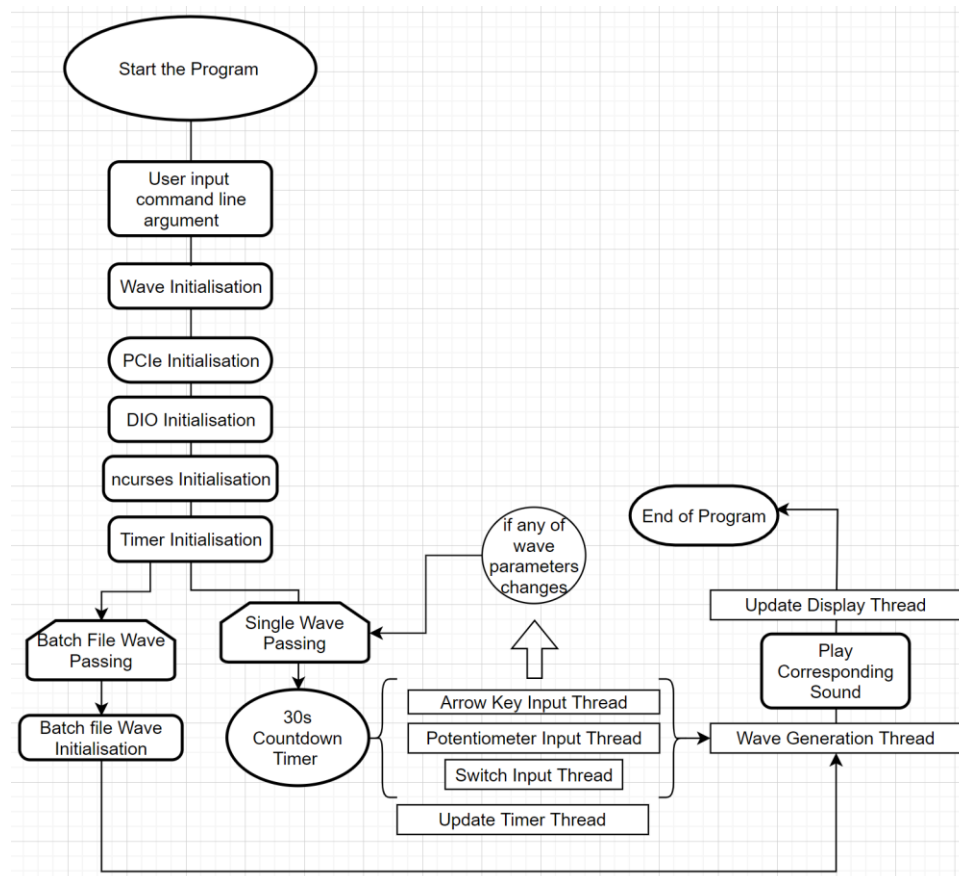 Start the Program
User input
command line
argument
Wave Initialisation
PCIe Initialisation
DIO Initialisation
ncurses Initialisation
Timer Initialisation
Batch File Wave
Passing
Batch file Wave
Initialisation
Single Wave
Passing
30s
Countdown
Timer
if any of
wave
parameters
changes
Arrow Key Input Thread
Potentiometer Input Thread
Switch Input Thread
Update Timer Thread
End of Program
Update Display Thread
Play
Corresponding
Sound
Wave Generation Thread